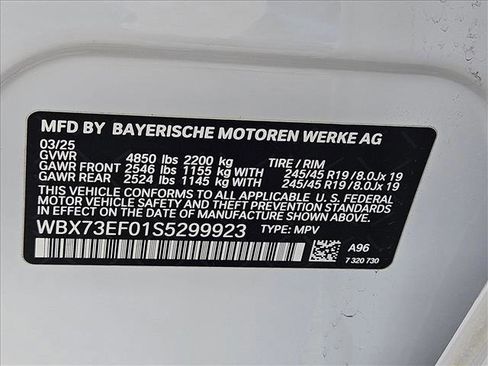 MFD BY BAYERISCHE MOTOREN WERKE AG
03/25
GVWR 4850 lbs 2200 kg TIRE / RIM
GAWR FRONT 2546 lbs 1155 kg WITH 245/45 R19 / 8.0Jx 19
GAWR REAR 2524 lbs 1145 kg WITH 245/45 R19 / 8.0Jx 19
THIS VEHICLE CONFORMS TO ALL APPLICABLE
U.S. FEDERAL MOTOR VEHICLE SAFETY, BUMPER, AND
THEFT PREVENTION STANDARDS IN EFFECT ON THE
DATE OF MANUFACTURE SHOWN ABOVE.
WBX73EF01S5299923 TYPE: MPV
A96
7 320 730